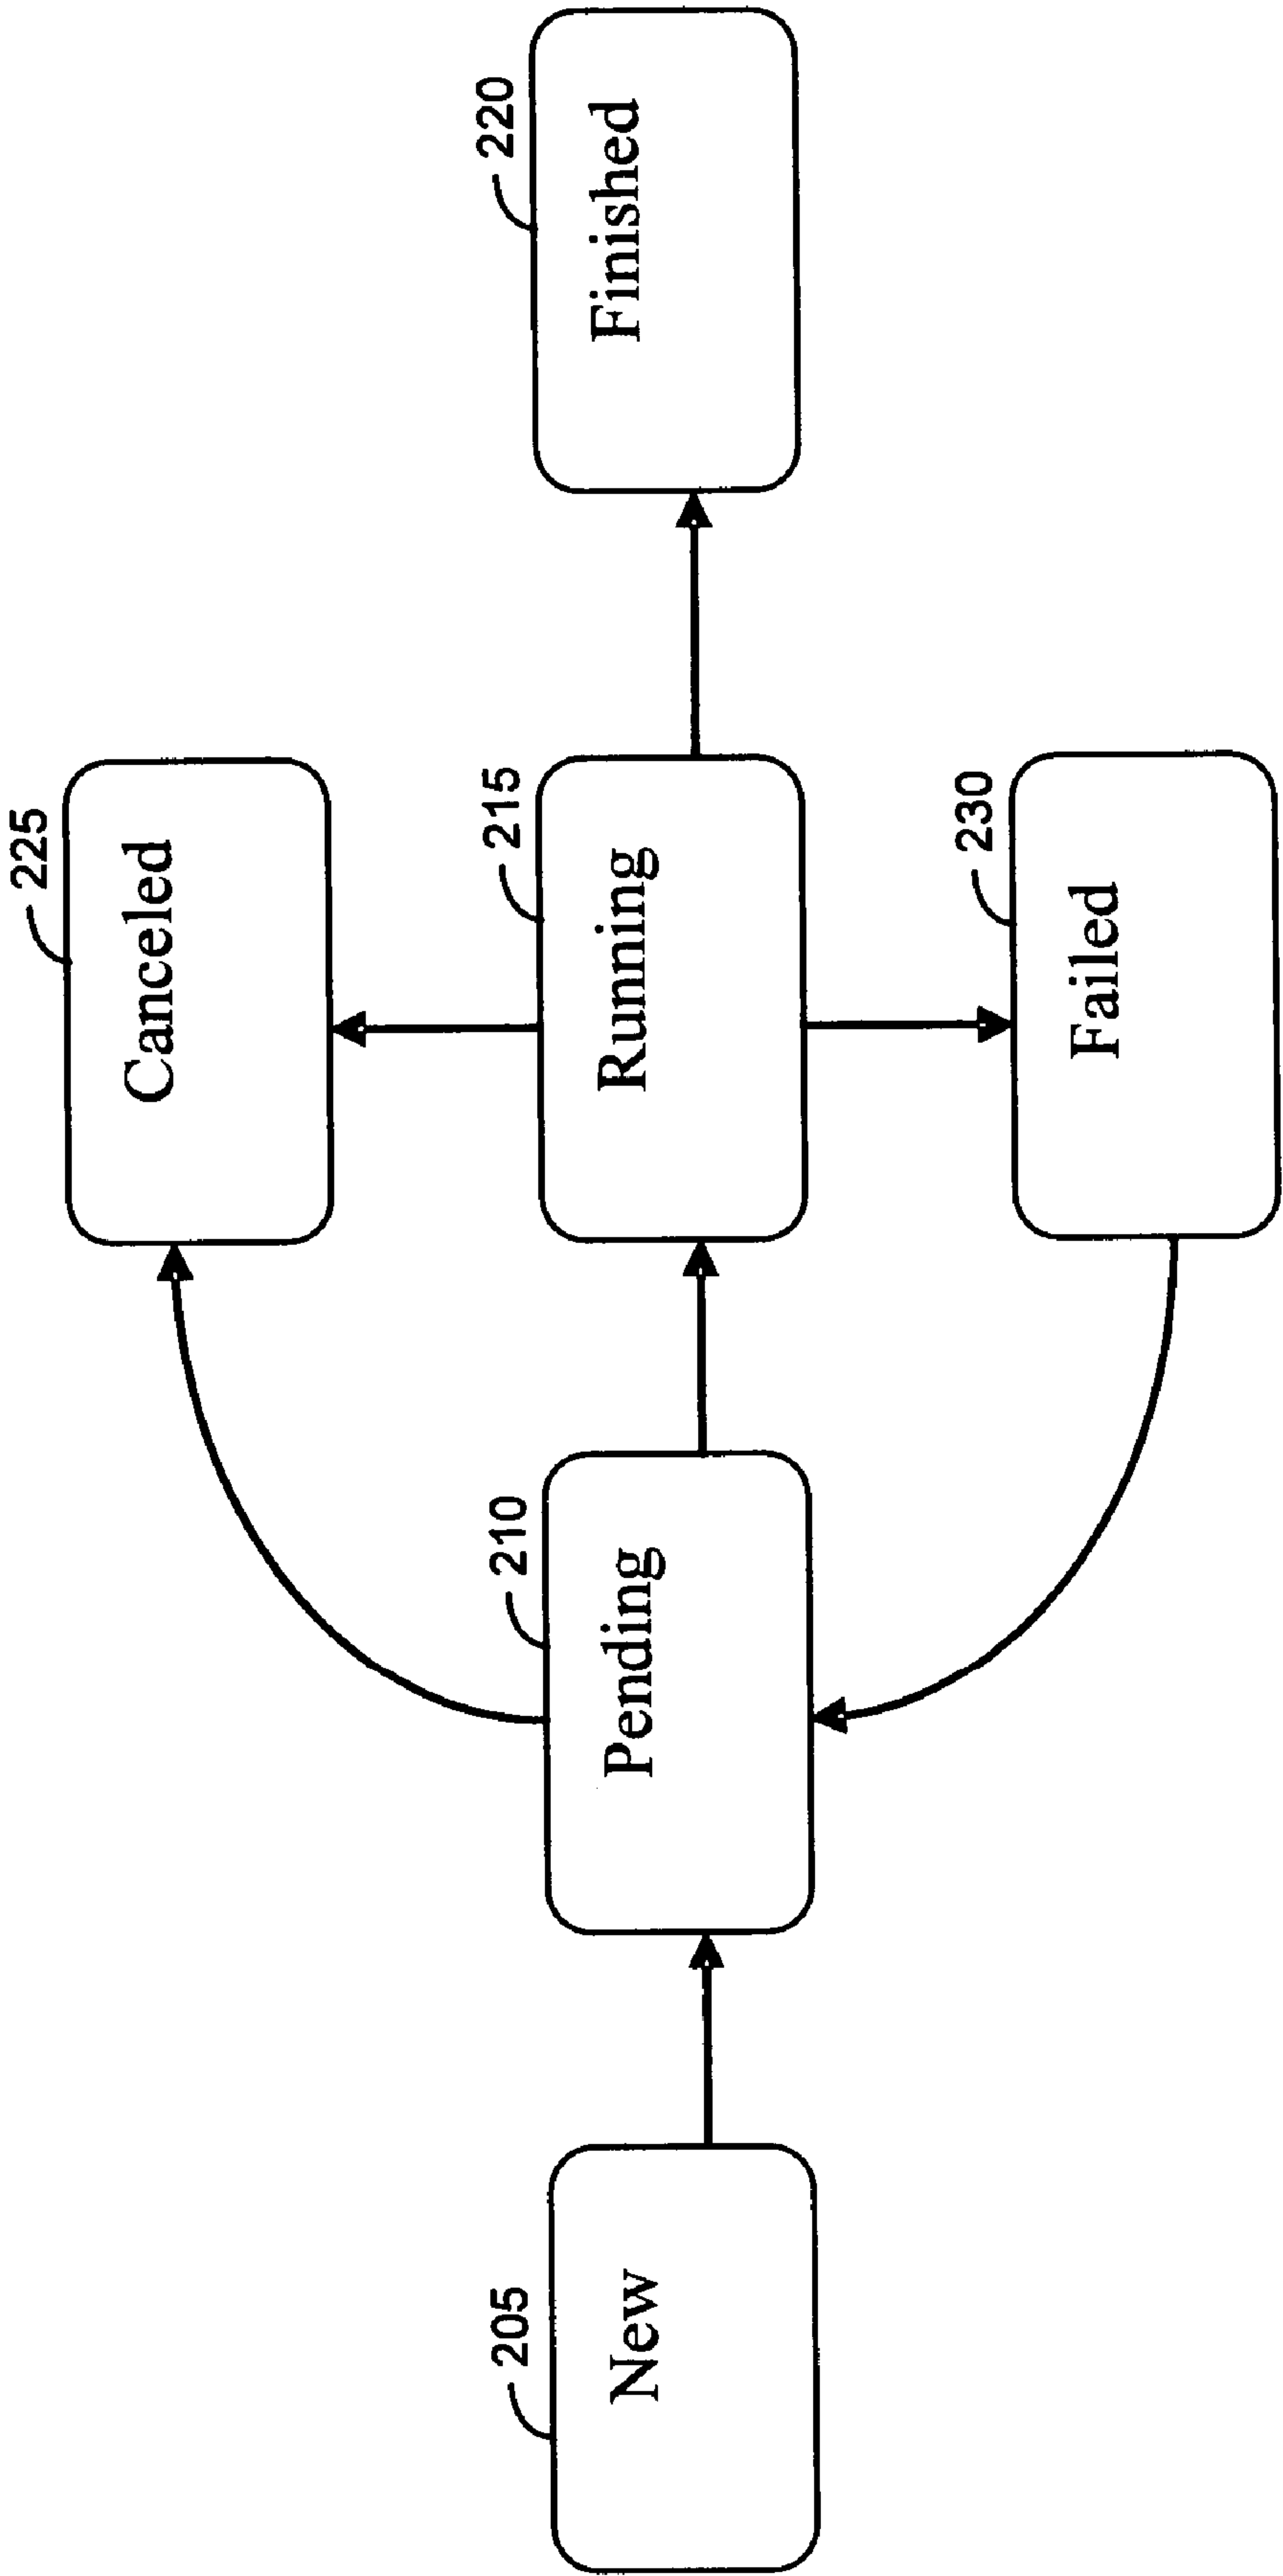 225
Canceled
205
New
210
Pending
215
Running
220
Finished
230
Failed